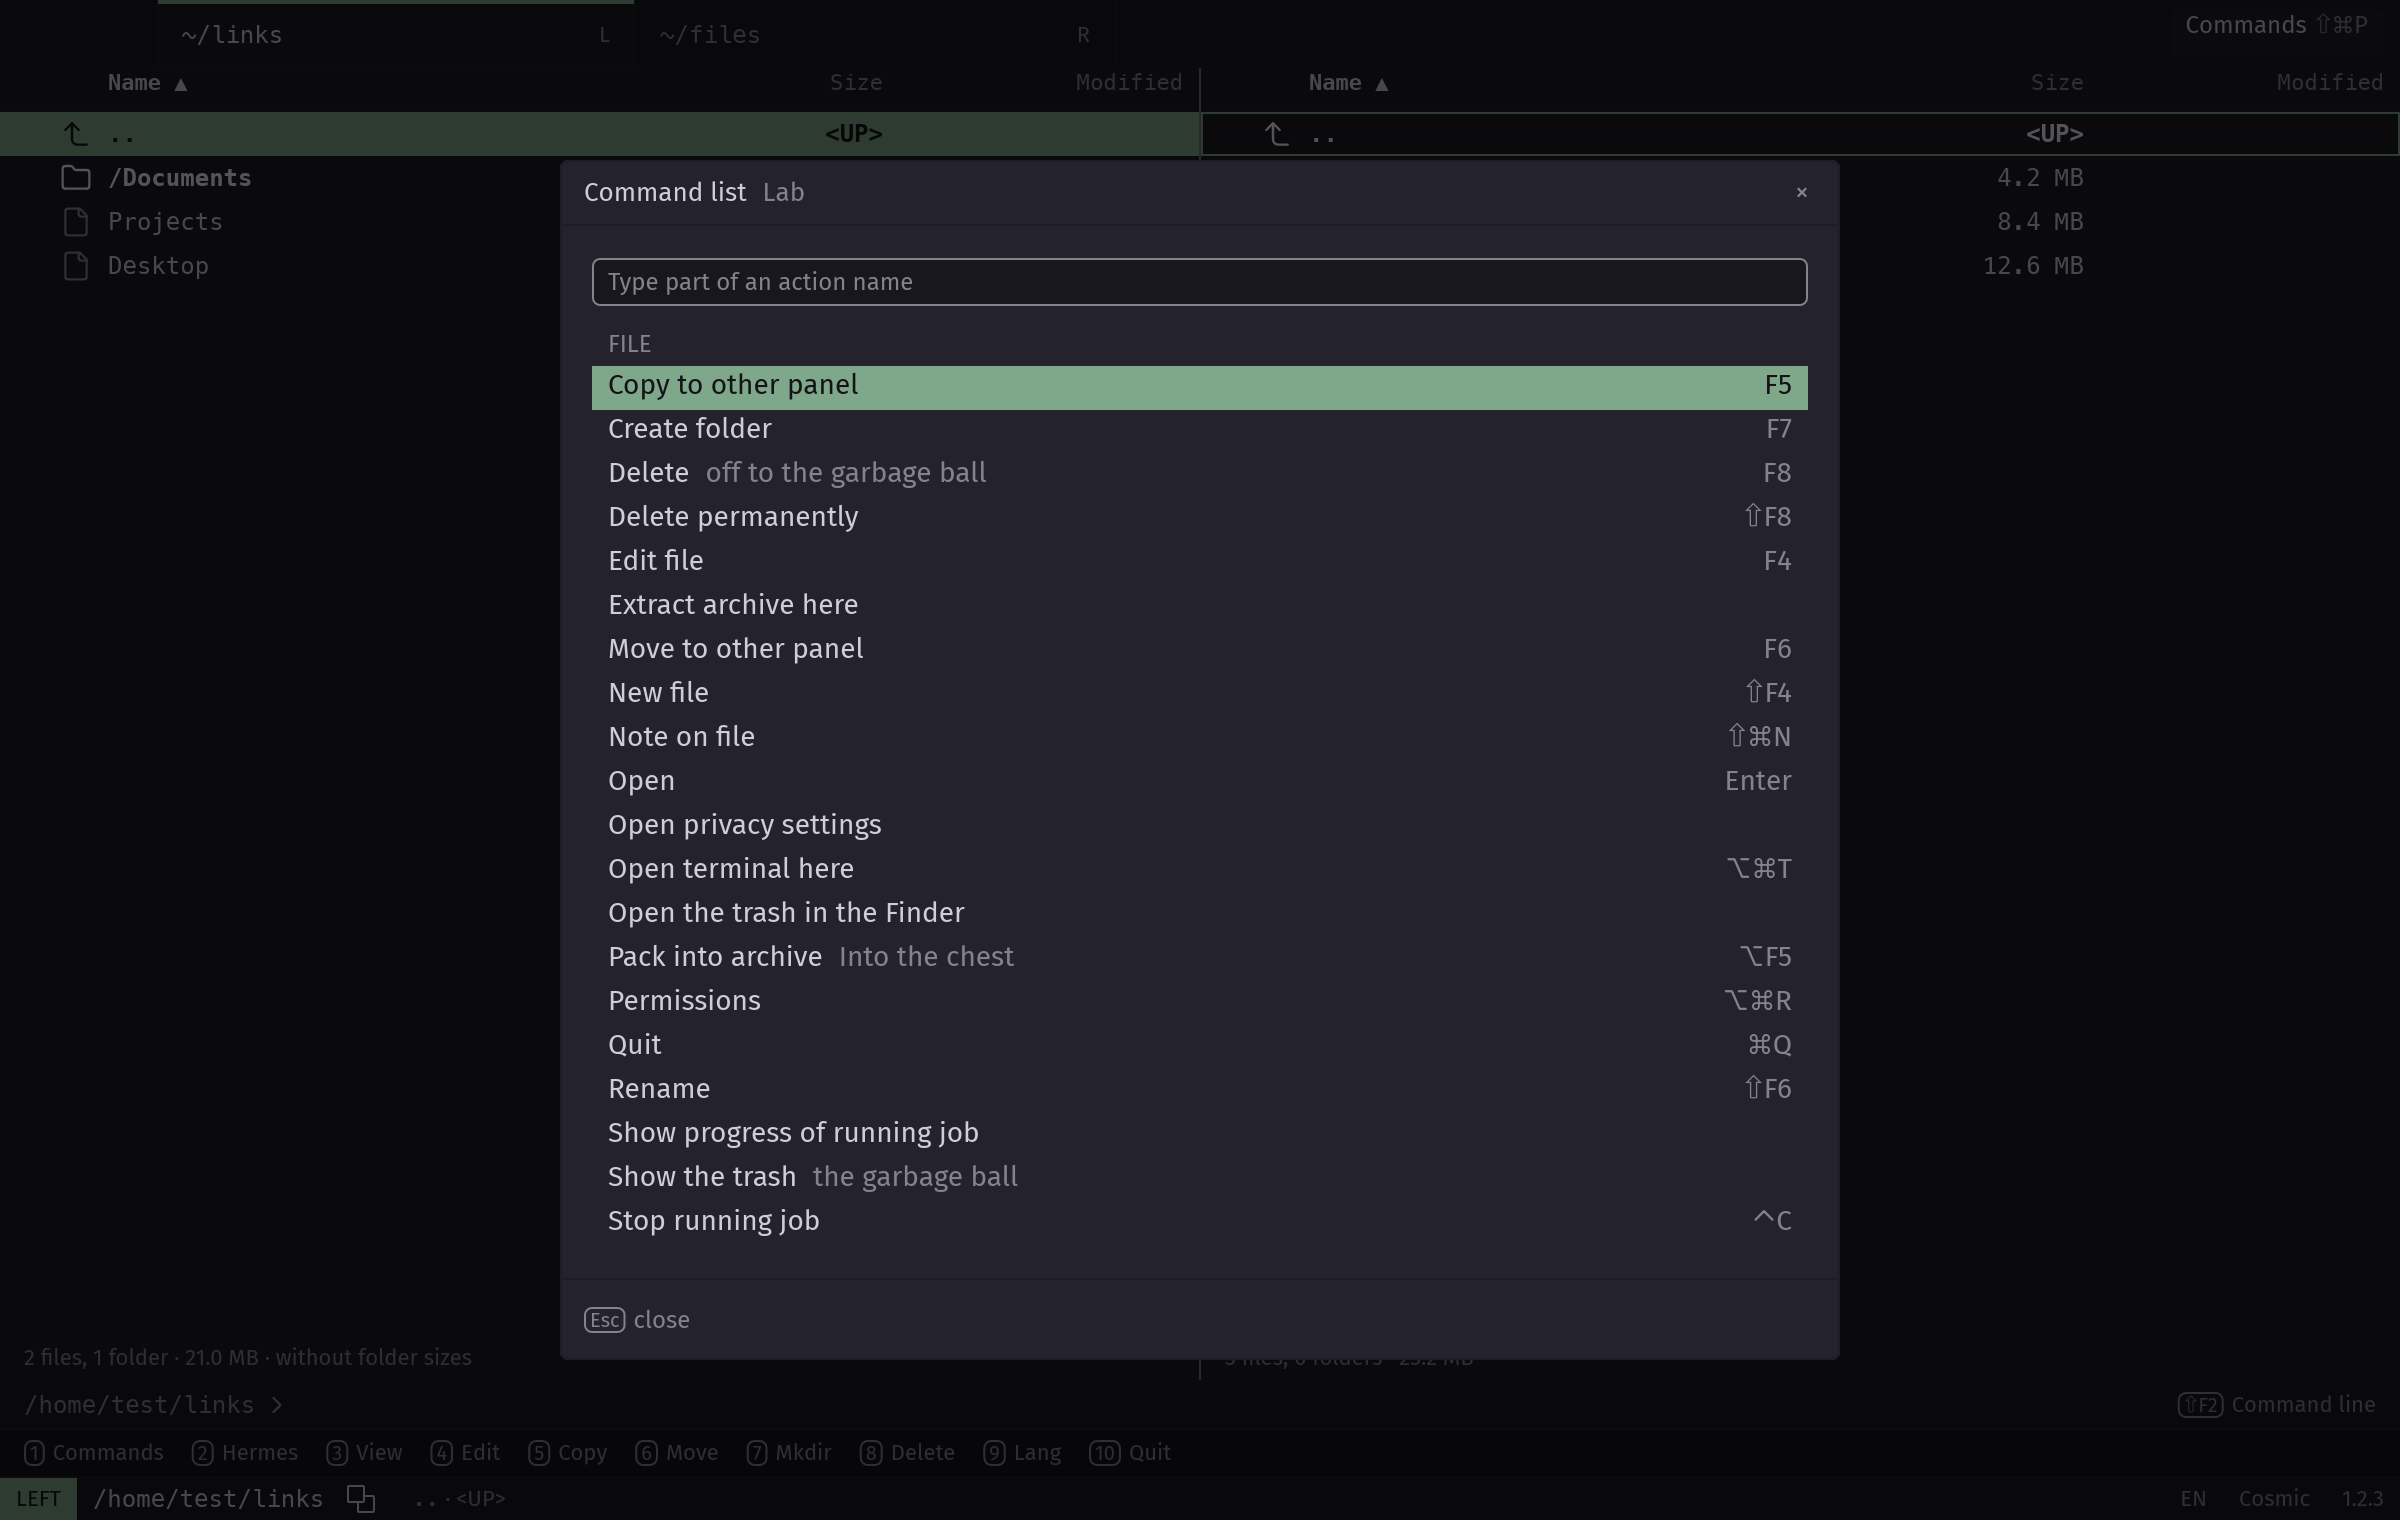 ~/links L ~/files R Commands ⇧⌘P
Name ▲ Size Modified Name ▲ Size Modified
.. <UP> .. <UP>
/Documents 4.2 MB
Projects 8.4 MB
Desktop 12.6 MB
Command list Lab ×
Type part of an action name
FILE
Copy to other panel F5
Create folder F7
Delete off to the garbage ball F8
Delete permanently ⇧F8
Edit file F4
Extract archive here
Move to other panel F6
New file ⇧F4
Note on file ⇧⌘N
Open Enter
Open privacy settings
Open terminal here ⌥⌘T
Open the trash in the Finder
Pack into archive Into the chest ⌥F5
Permissions ⌥⌘R
Quit ⌘Q
Rename ⇧F6
Show progress of running job
Show the trash the garbage ball
Stop running job ^C
Esc close
2 files, 1 folder · 21.0 MB · without folder sizes
/home/test/links > ⇧F2 Command line
1 Commands 2 Hermes 3 View 4 Edit 5 Copy 6 Move 7 Mkdir 8 Delete 9 Lang 10 Quit
LEFT /home/test/links .. · <UP> EN Cosmic 1.2.3